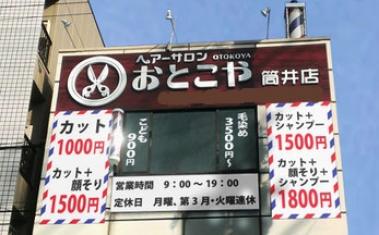 ヘアーサロン OTOKOYA
おとこや 筒井店
カット
1000円
カット
+
顔そり
1500円
こども
900円
毛染め
3500円〜
カット+
シャンプー
1500円
カット+
顔そり+
シャンプー
1800円
営業時間 9：00〜19：00
定休日 月曜、第3月・火曜連休